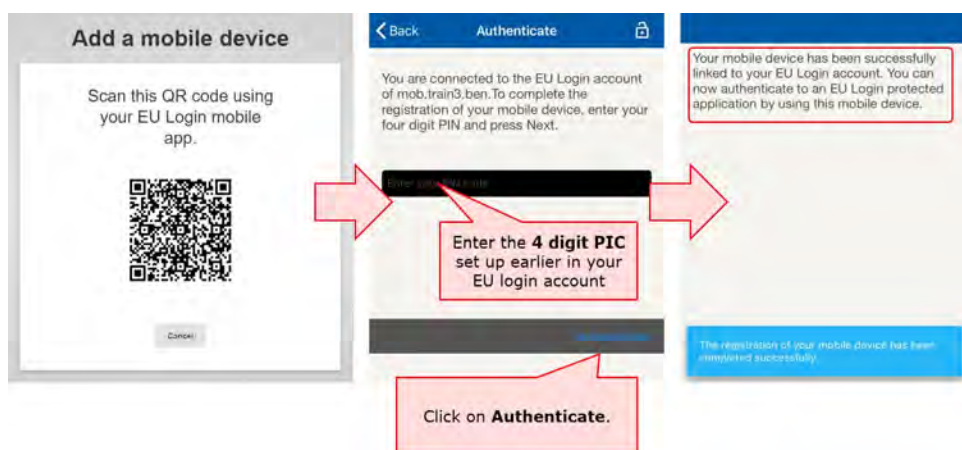 Add a mobile device
Scan this QR code using
your EU Login mobile
app.
Cancel
Back
Authenticate
You are connected to the EU Login account
of mob.train3.ben.To complete the
registration of your mobile device, enter your
four digit PIN and press Next.
Enter your PIN code
Enter the 4 digit PIC
set up earlier in your
EU login account
Click on Authenticate.
Your mobile device has been successfully
linked to your EU Login account. You can
now authenticate to an EU Login protected
application by using this mobile device.
The registration of your mobile device has been
completed successfully.